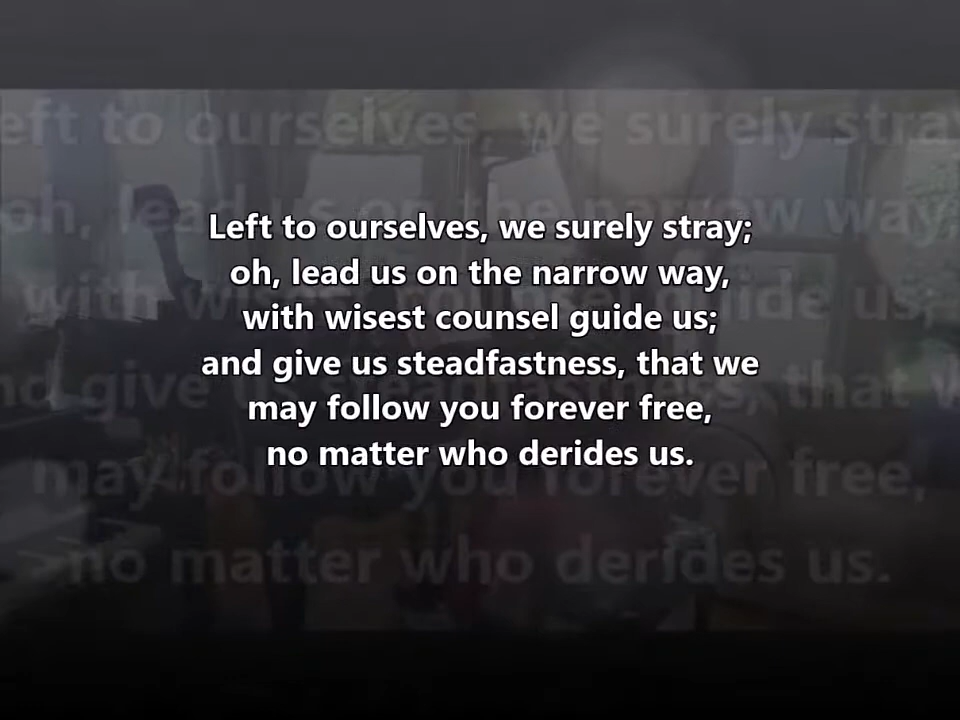 Left to ourselves, we surely stray;
oh, lead us on the narrow way,
with wisest counsel guide us;
and give us steadfastness, that we
may follow you forever free,
no matter who derides us.